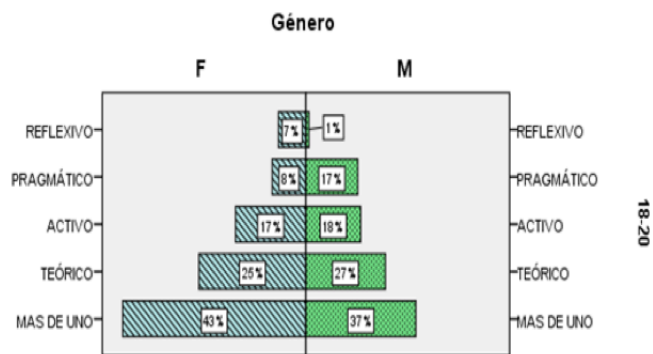 Género
F M
REFLEXIVO 7% 1% REFLEXIVO
PRAGMÁTICO 8% 17% PRAGMÁTICO
ACTIVO 17% 18% ACTIVO
TEÓRICO 25% 27% TEÓRICO
MAS DE UNO 43% 37% MAS DE UNO
18-20